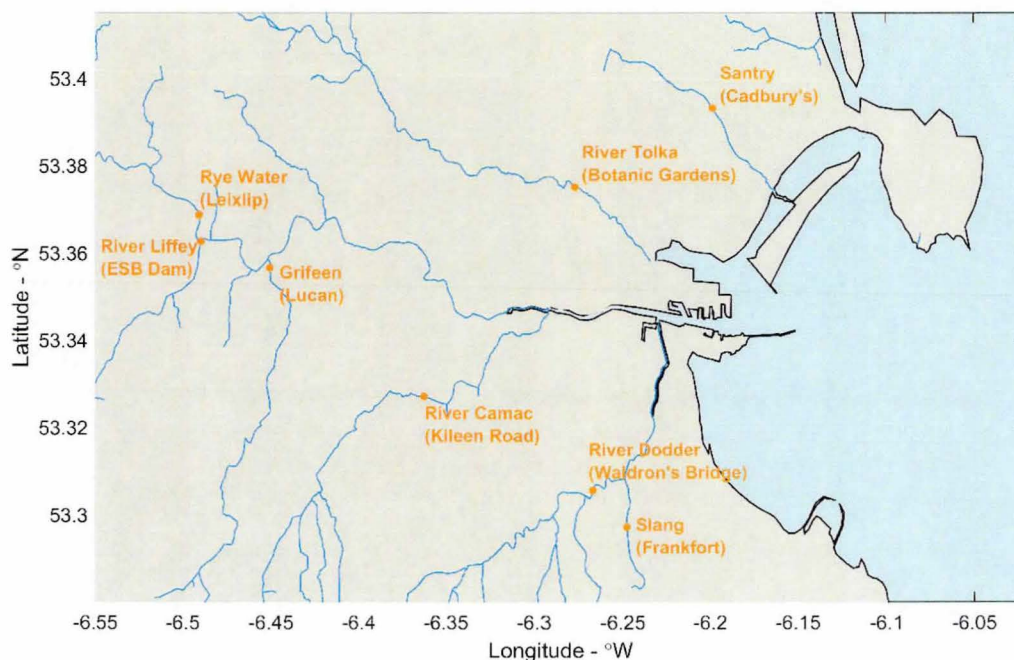 53.4
53.38
53.36
53.34
53.32
53.3
Latitude - °N
Santry
(Cadbury's)
River Tolka
(Botanic Gardens)
Rye Water
(Leixlip)
River Liffey
(ESB Dam)
Grifeen
(Lucan)
River Camac
(Kileen Road)
River Dodder
(Waldron's Bridge)
Slang
(Frankfort)
-6.55
-6.5
-6.45
-6.4
-6.35
-6.3
-6.25
-6.2
-6.15
-6.1
-6.05
Longitude - °W